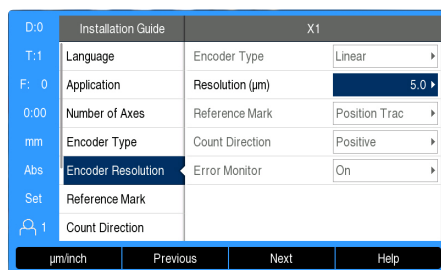 D:0 Installation Guide X1
T:1 Language Encoder Type Linear
F: 0 Application Resolution (µm) 5.0
0:00 Number of Axes Reference Mark Position Trac
mm Encoder Type Count Direction Positive
Abs Encoder Resolution Error Monitor On
Set Reference Mark
1 Count Direction
µm/inch Previous Next Help